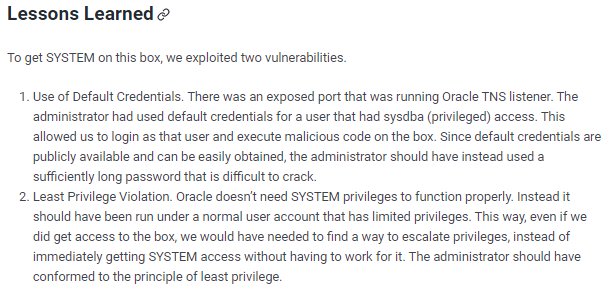 Lessons Learned
To get SYSTEM on this box, we exploited two vulnerabilities.
1. Use of Default Credentials. There was an exposed port that was running Oracle TNS listener. The
administrator had used default credentials for a user that had sysdba (privileged) access. This
allowed us to login as that user and execute malicious code on the box. Since default credentials are
publicly available and can be easily obtained, the administrator should have instead used a
sufficiently long password that is difficult to crack.
2. Least Privilege Violation. Oracle doesn’t need SYSTEM privileges to function properly. Instead it
should have been run under a normal user account that has limited privileges. This way, even if we
did get access to the box, we would have needed to find a way to escalate privileges, instead of
immediately getting SYSTEM access without having to work for it. The administrator should have
conformed to the principle of least privilege.